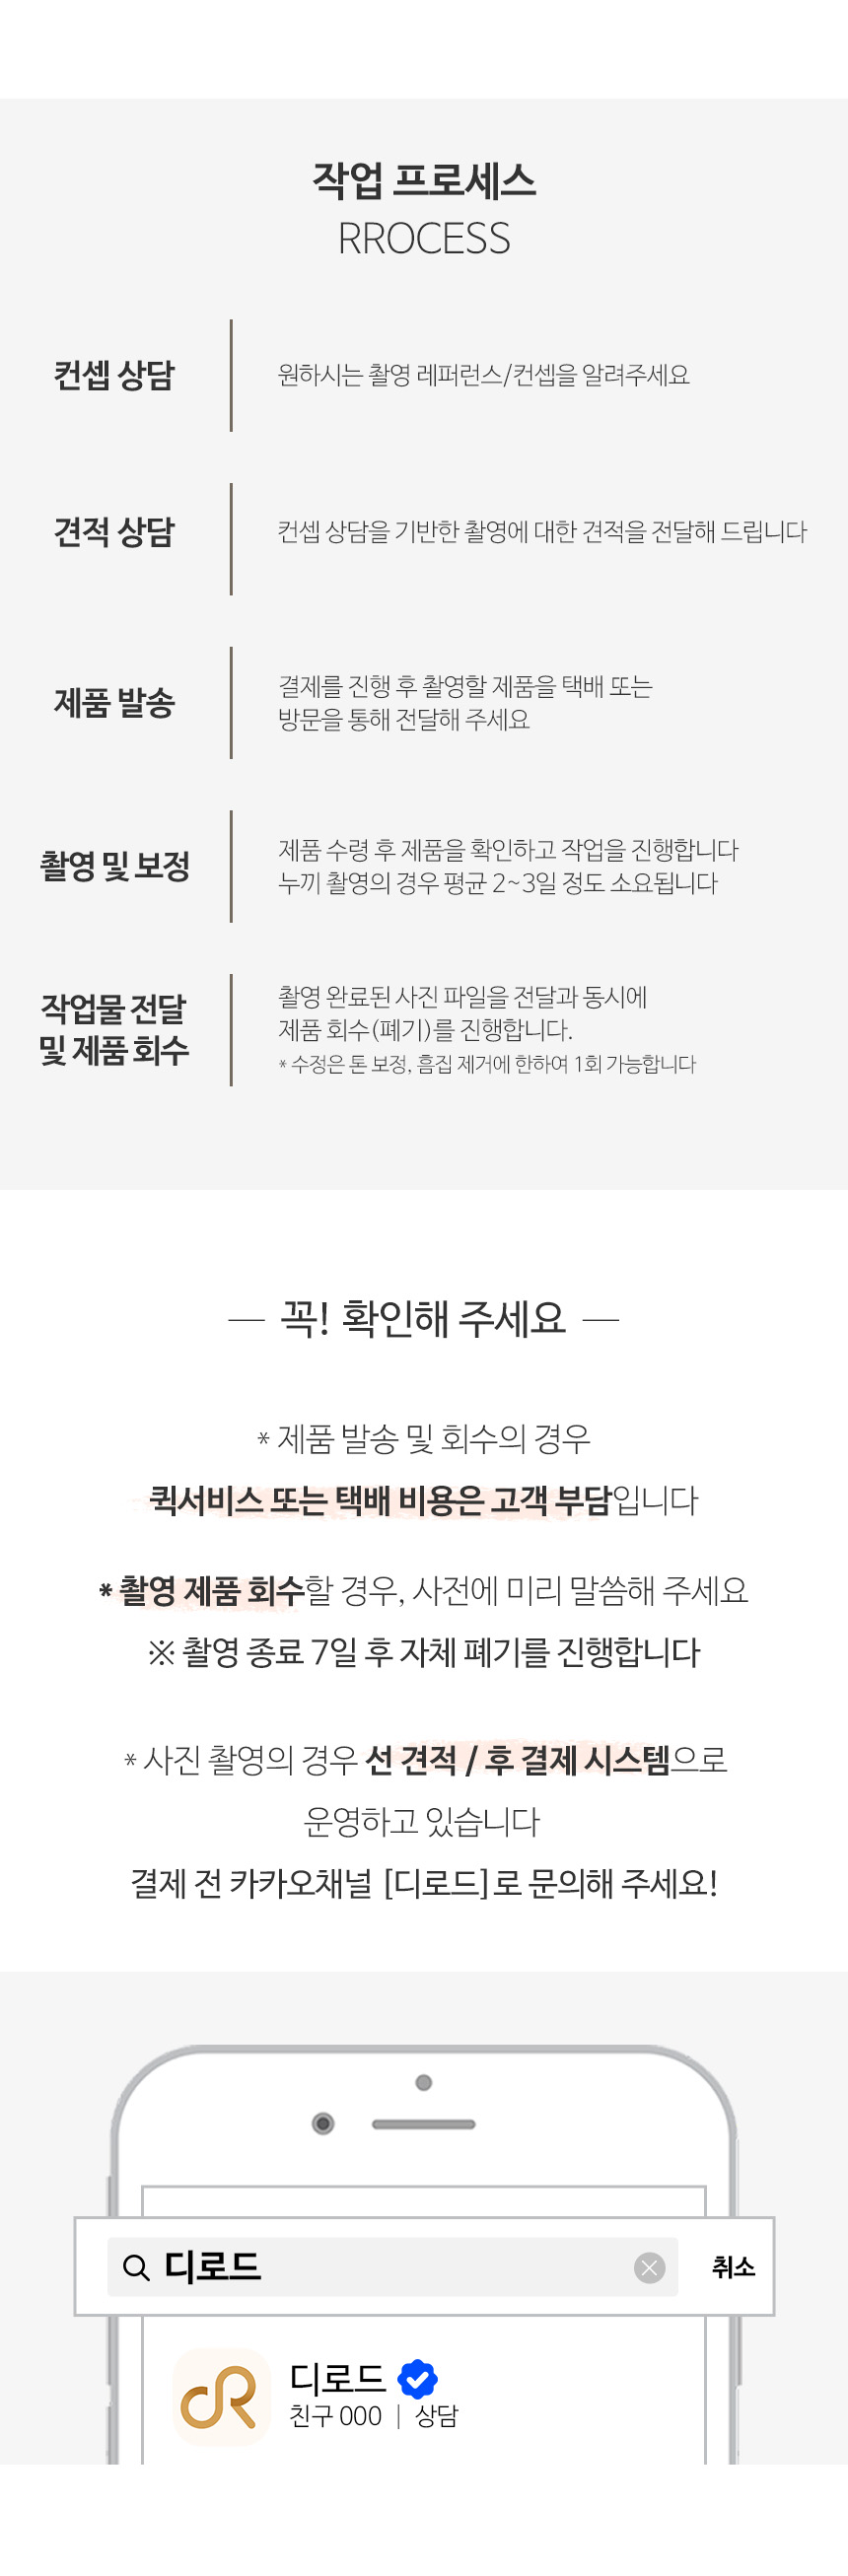 작업 프로세스
RROCESS
컨셉 상담
원하시는 촬영 레퍼런스/컨셉을 알려주세요
견적 상담
컨셉 상담을 기반한 촬영에 대한 견적을 전달해 드립니다
제품 발송
결제를 진행 후 촬영할 제품을 택배 또는
방문을 통해 전달해 주세요
촬영 및 보정
제품 수령 후 제품을 확인하고 작업을 진행합니다
누끼 촬영의 경우 평균 2~3일 정도 소요됩니다
작업물 전달
및 제품 회수
촬영 완료된 사진 파일을 전달과 동시에
제품 회수(폐기)를 진행합니다.
* 수정은 톤 보정, 흠집 제거에 한하여 1회 가능합니다
— 꼭! 확인해 주세요 —
* 제품 발송 및 회수의 경우
퀵서비스 또는 택배 비용은 고객 부담입니다
* 촬영 제품 회수할 경우, 사전에 미리 말씀해 주세요
※ 촬영 종료 7일 후 자체 폐기를 진행합니다
* 사진 촬영의 경우 선 견적 / 후 결제 시스템으로
운영하고 있습니다
결제 전 카카오채널 [디로드]로 문의해 주세요!
디로드
취소
디로드
친구 000 | 상담